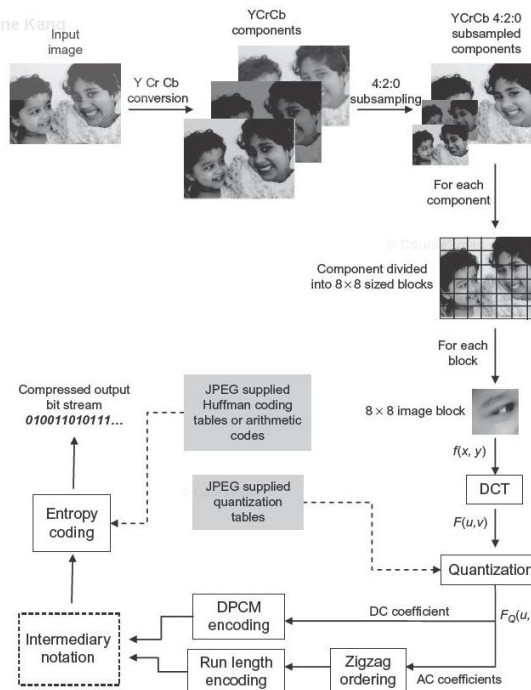 Input
image
Y Cr Cb
conversion
YCrCb
components
4:2:0
subsampling
YCrCb 4:2:0
subsampled
components
For each
component
Component divided
into 8×8 sized blocks
For each
block
8 × 8 image block
f(x, y)
DCT
F(u,v)
Quantization
F_Q(u,
JPEG supplied
Huffman coding
tables or arithmetic
codes
JPEG supplied
quantization
tables
Compressed output
bit stream
010011010111...
Entropy
coding
DPCM
encoding
DC coefficient
Intermediary
notation
Run length
encoding
Zigzag
ordering
AC coefficients